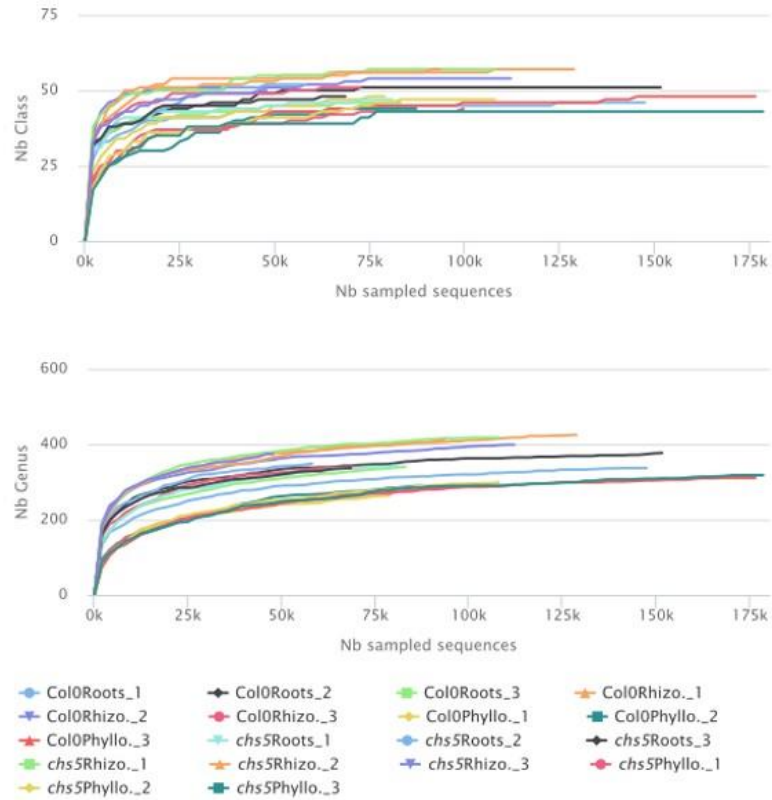 75
50
25
0
Nb Class
0k 25k 50k 75k 100k 125k 150k 175k
Nb sampled sequences
600
400
200
0
Nb Genus
0k 25k 50k 75k 100k 125k 150k 175k
Nb sampled sequences
Col0Roots_1 Col0Roots_2 Col0Roots_3 Col0Rhizo._1
Col0Rhizo._2 Col0Rhizo._3 Col0Phyllo._1 Col0Phyllo._2
Col0Phyllo._3 chs5Roots_1 chs5Roots_2 chs5Roots_3
chs5Rhizo._1 chs5Rhizo._2 chs5Rhizo._3 chs5Phyllo._1
chs5Phyllo._2 chs5Phyllo._3